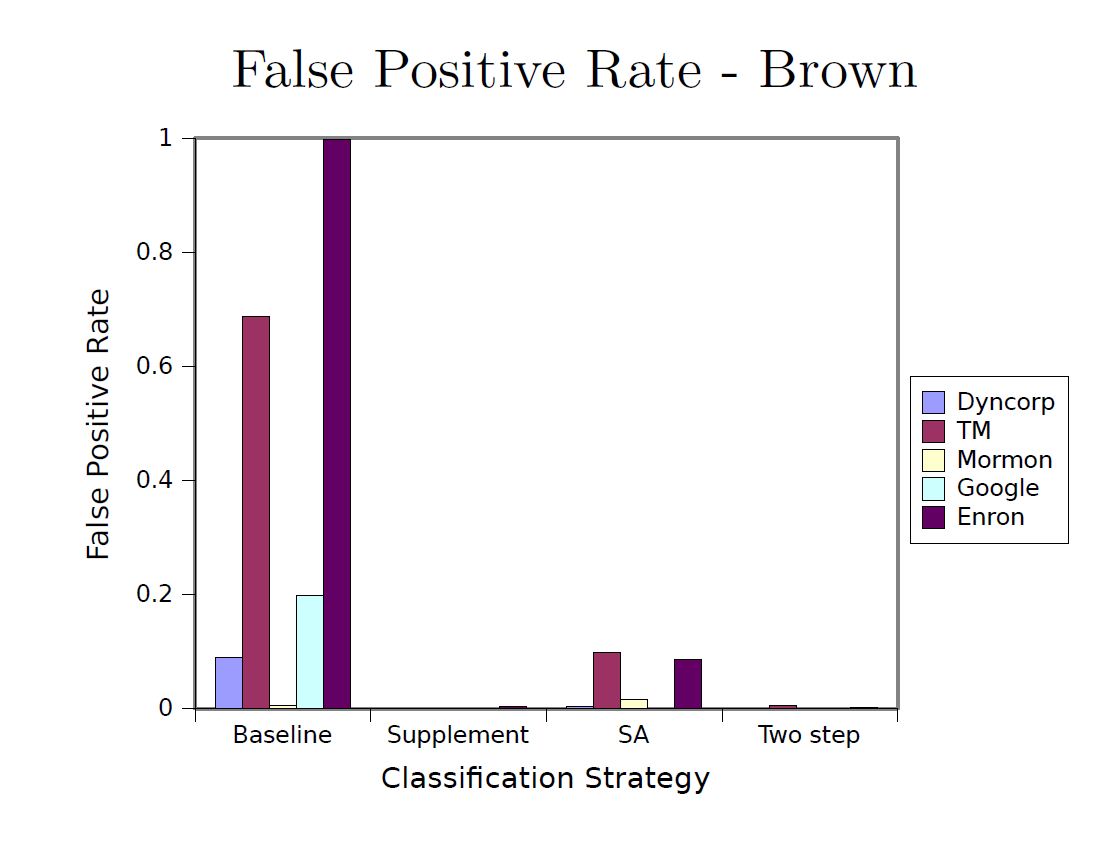 False Positive Rate - Brown
1
0.8
0.6
0.4
0.2
0
False Positive Rate
Baseline Supplement SA Two step
Classification Strategy
Dyncorp
TM
Mormon
Google
Enron